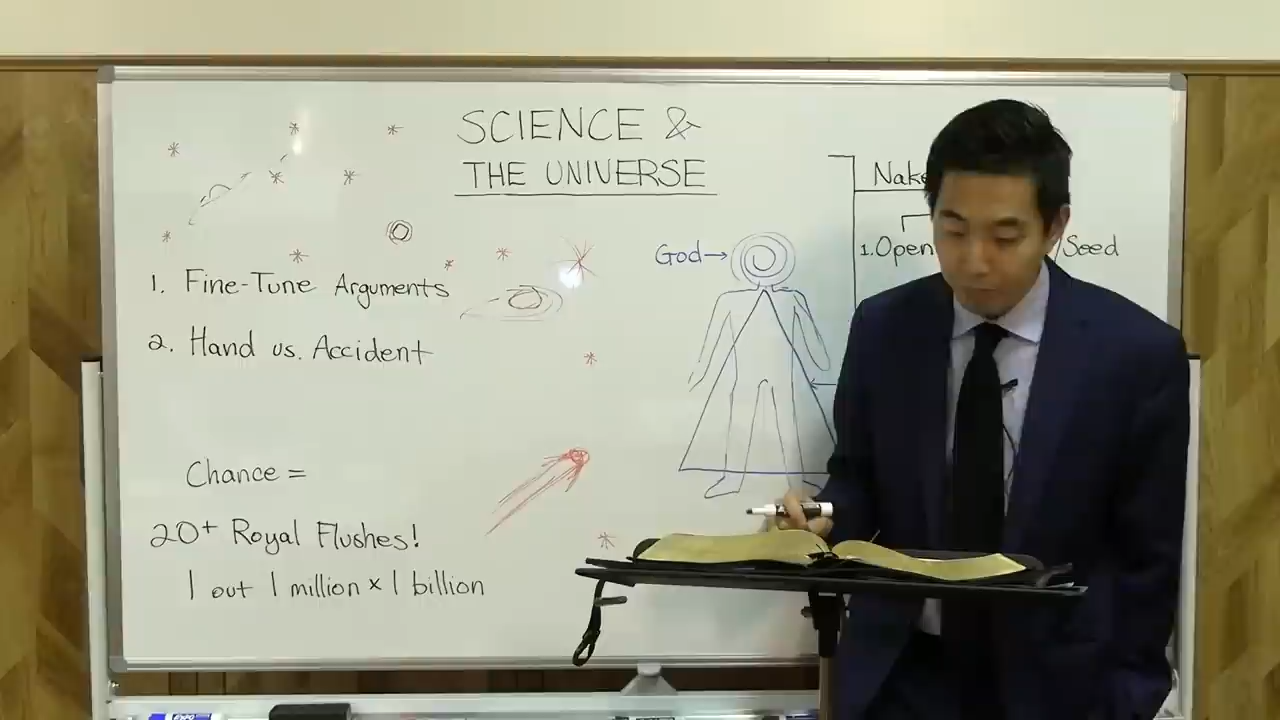 SCIENCE &
THE UNIVERSE
1. Fine-Tune Arguments
2. Hand vs. Accident
Chance =
20+ Royal Flushes!
1 out 1 million × 1 billion
God→
1. Open
/Seed
EXPO